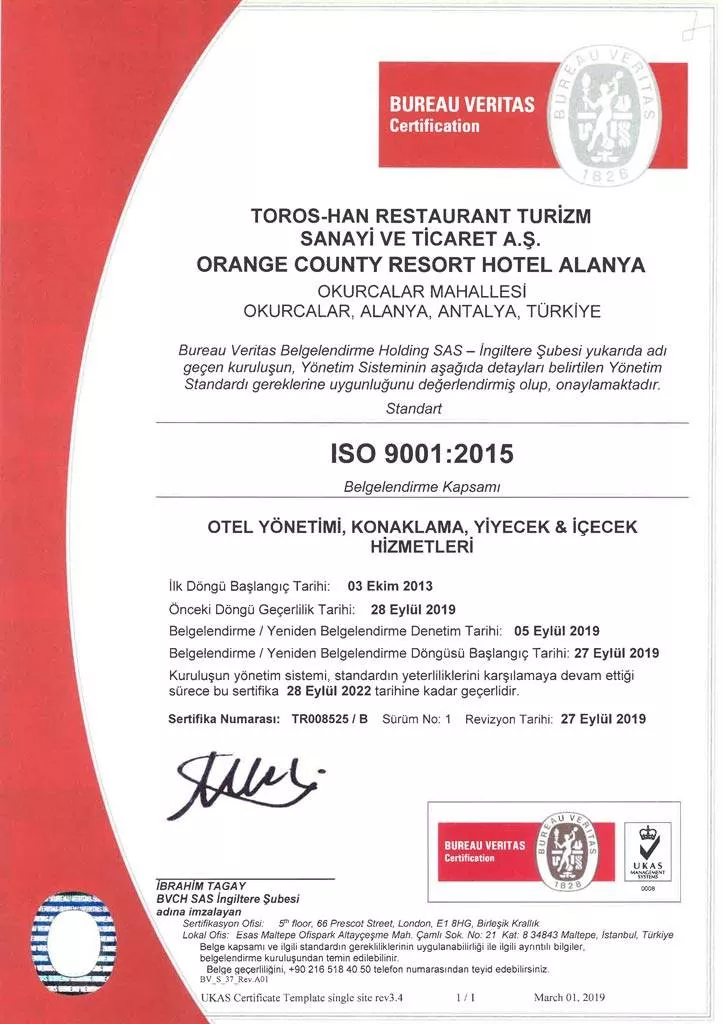 BUREAU VERITAS
Certification
BUREAU VERITAS
1828
TOROS-HAN RESTAURANT TURİZM
SANAYİ VE TİCARET A.Ş.
ORANGE COUNTY RESORT HOTEL ALANYA
OKURCALAR MAHALLESİ
OKURCALAR, ALANYA, ANTALYA, TÜRKİYE
Bureau Veritas Belgelendirme Holding SAS – İngiltere Şubesi yukarıda adı
geçen kuruluşun, Yönetim Sisteminin aşağıda detayları belirtilen Yönetim
Standardı gereklerine uygunluğunu değerlendirmiş olup, onaylamaktadır.
Standart
ISO 9001:2015
Belgelendirme Kapsamı
OTEL YÖNETİMİ, KONAKLAMA, YİYECEK & İÇECEK
HİZMETLERİ
İlk Döngü Başlangıç Tarihi: 03 Ekim 2013
Önceki Döngü Geçerlilik Tarihi: 28 Eylül 2019
Belgelendirme / Yeniden Belgelendirme Denetim Tarihi: 05 Eylül 2019
Belgelendirme / Yeniden Belgelendirme Döngüsü Başlangıç Tarihi: 27 Eylül 2019
Kuruluşun yönetim sistemi, standardın yeterliliklerini karşılamaya devam ettiği
sürece bu sertifika 28 Eylül 2022 tarihine kadar geçerlidir.
Sertifika Numarası: TR008525 / B Sürüm No: 1 Revizyon Tarihi: 27 Eylül 2019
BUREAU VERITAS
Certification
BUREAU VERITAS
1828
UKAS
MANAGEMENT
SYSTEMS
0008
İBRAHİM TAGAY
BVCH SAS İngiltere Şubesi
adına imzalayan
Sertifikasyon Ofisi: 5th floor, 66 Prescot Street, London, E1 8HG, Birleşik Krallık
Lokal Ofis: Esas Maltepe Ofispark Altayçeşme Mah. Çamlı Sok. No: 21 Kat: 8 34843 Maltepe, İstanbul, Türkiye
Belge kapsamı ve ilgili standardın gerekliliklerinin uygulanabilirliği ile ilgili ayrıntılı bilgiler,
belgelendirme kuruluşundan temin edilebilinir.
Belge geçerliliğini, +90 216 518 40 50 telefon numarasından teyid edebilirsiniz.
BV_S_37_Rev.A01
UKAS Certificate Template single site rev3.4 1 / 1 March 01, 2019